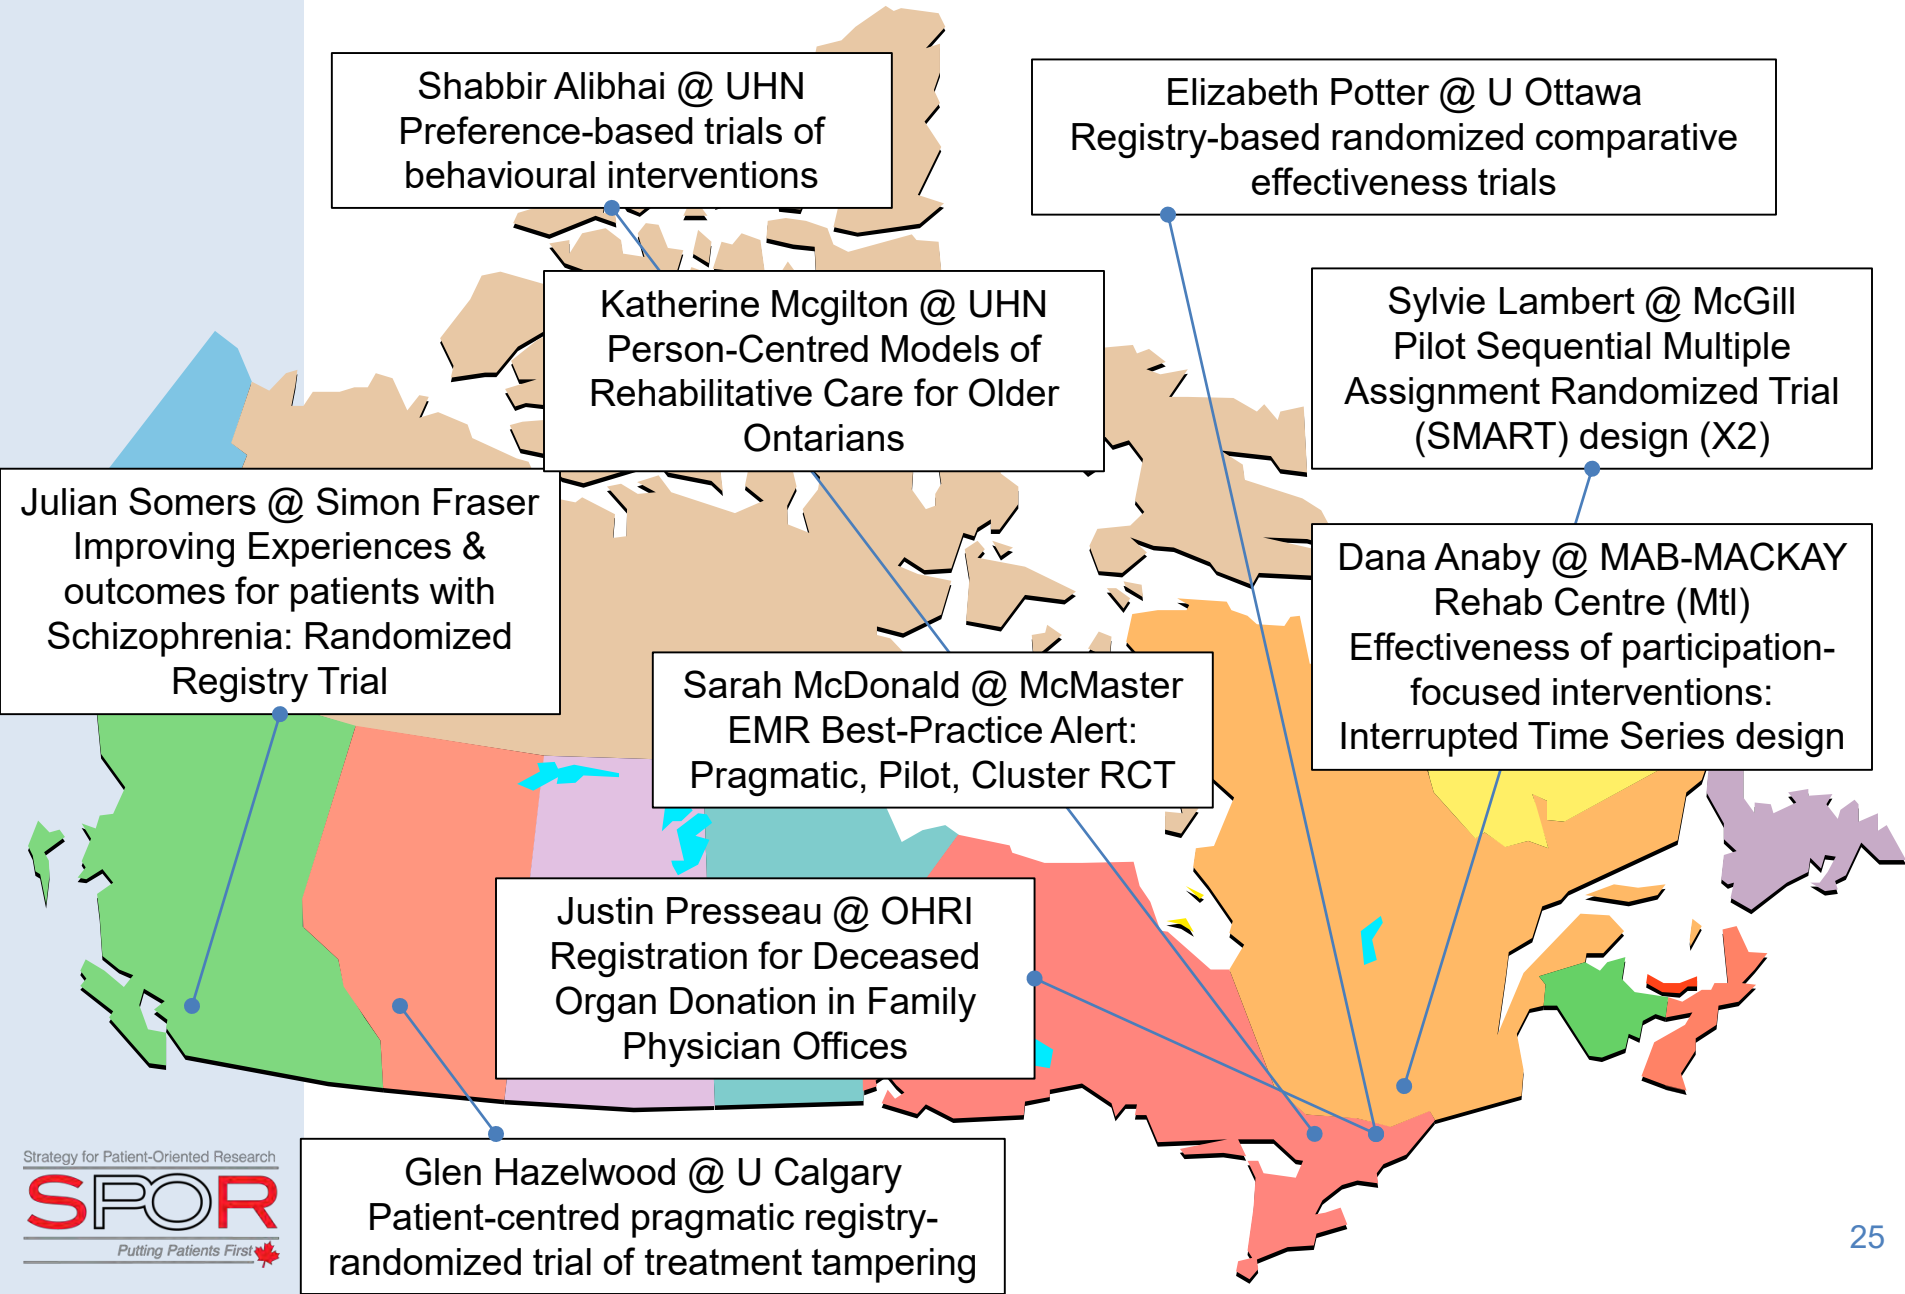 Shabbir Alibhai @ UHN
Preference-based trials of
behavioural interventions
Elizabeth Potter @ U Ottawa
Registry-based randomized comparative
effectiveness trials
Katherine Mcgilton @ UHN
Person-Centred Models of
Rehabilitative Care for Older
Ontarians
Sylvie Lambert @ McGill
Pilot Sequential Multiple
Assignment Randomized Trial
(SMART) design (X2)
Julian Somers @ Simon Fraser
Improving Experiences &
outcomes for patients with
Schizophrenia: Randomized
Registry Trial
Dana Anaby @ MAB-MACKAY
Rehab Centre (Mtl)
Effectiveness of participation-
focused interventions:
Interrupted Time Series design
Sarah McDonald @ McMaster
EMR Best-Practice Alert:
Pragmatic, Pilot, Cluster RCT
Justin Presseau @ OHRI
Registration for Deceased
Organ Donation in Family
Physician Offices
Glen Hazelwood @ U Calgary
Patient-centred pragmatic registry-
randomized trial of treatment tampering
Strategy for Patient-Oriented Research
SPOR
Putting Patients First
25